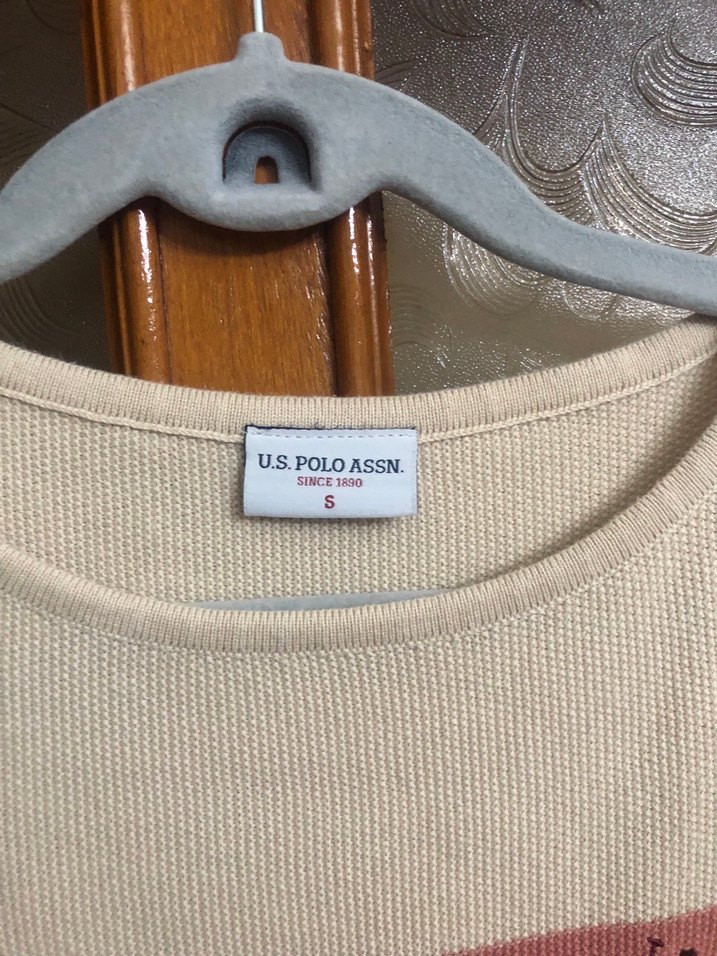 U.S. POLO ASSN.
SINCE 1890
S